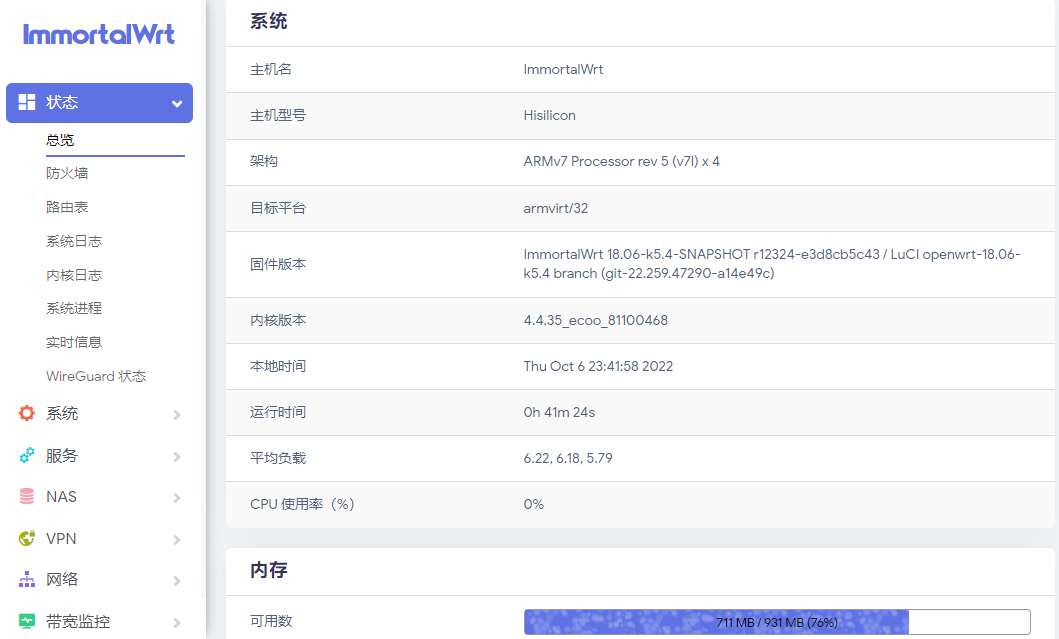 ImmortalWrt
状态
总览
防火墙
路由表
系统日志
内核日志
系统进程
实时信息
WireGuard 状态
系统
服务
NAS
VPN
网络
带宽监控
系统
主机名 ImmortalWrt
主机型号 Hisilicon
架构 ARMv7 Processor rev 5 (v7l) x 4
目标平台 armvirt/32
固件版本 ImmortalWrt 18.06-k5.4-SNAPSHOT r12324-e3d8cb5c43 / LuCI openwrt-18.06-
k5.4 branch (git-22.259.47290-a14e49c)
内核版本 4.4.35_ecoo_81100468
本地时间 Thu Oct 6 23:41:58 2022
运行时间 0h 41m 24s
平均负载 6.22, 6.18, 5.79
CPU 使用率（%） 0%
内存
可用数 711 MB / 931 MB (76%)